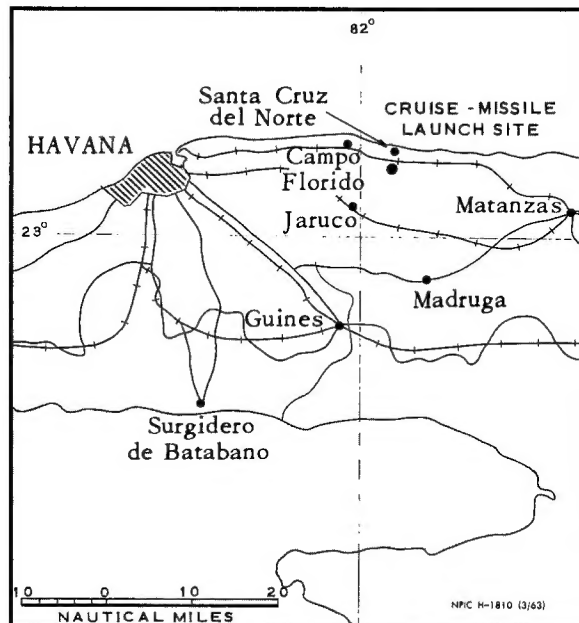 82°
Santa Cruz
del Norte
CRUISE - MISSILE
LAUNCH SITE
HAVANA
Campo
Florido
Jaruco
Matanzas
23°
Madruga
Guines
Surgidero
de Batabano
10 0 10 20
NAUTICAL MILES
NPIC H-1810 (3/63)